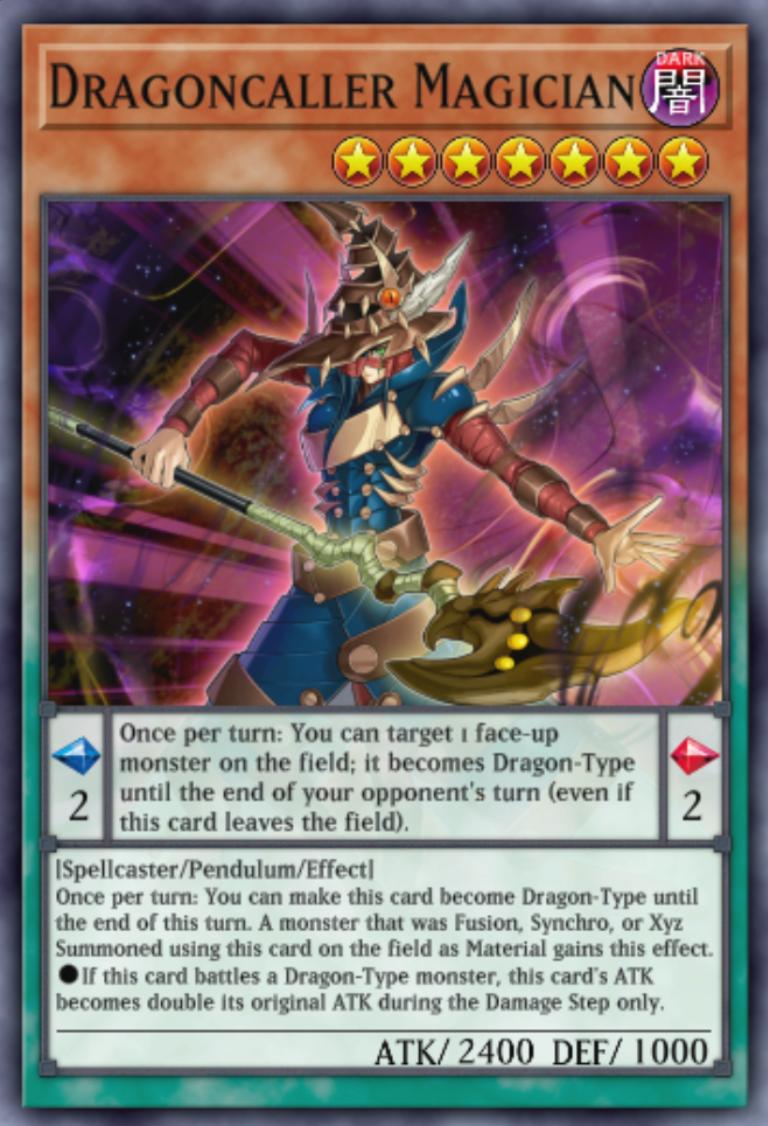 DRAGONCALLER MAGICIAN
DARK
闇
Once per turn: You can target 1 face-up
monster on the field; it becomes Dragon-Type
until the end of your opponent's turn (even if
this card leaves the field).
2
2
[Spellcaster/Pendulum/Effect]
Once per turn: You can make this card become Dragon-Type until
the end of this turn. A monster that was Fusion, Synchro, or Xyz
Summoned using this card on the field as Material gains this effect.
●If this card battles a Dragon-Type monster, this card's ATK
becomes double its original ATK during the Damage Step only.
ATK/ 2400 DEF/ 1000